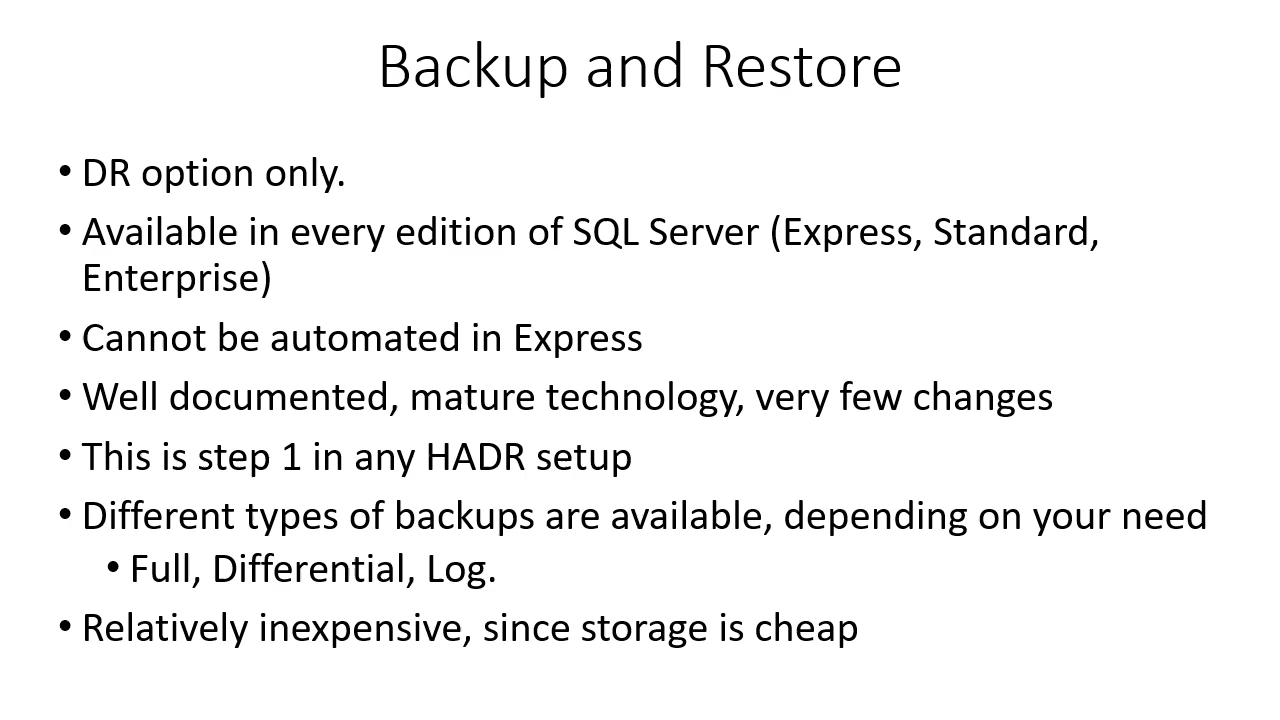 Backup and Restore
• DR option only.
• Available in every edition of SQL Server (Express, Standard,
Enterprise)
• Cannot be automated in Express
• Well documented, mature technology, very few changes
• This is step 1 in any HADR setup
• Different types of backups are available, depending on your need
• Full, Differential, Log.
• Relatively inexpensive, since storage is cheap